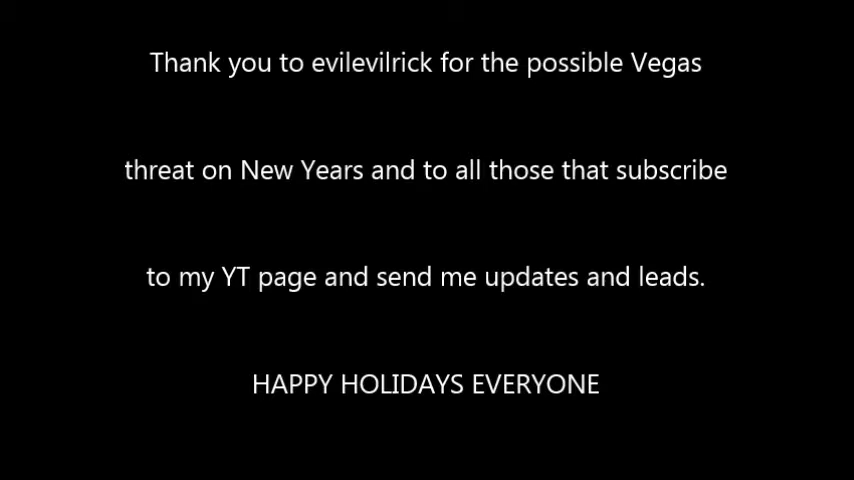 Thank you to evilevilrick for the possible Vegas
threat on New Years and to all those that subscribe
to my YT page and send me updates and leads.
HAPPY HOLIDAYS EVERYONE